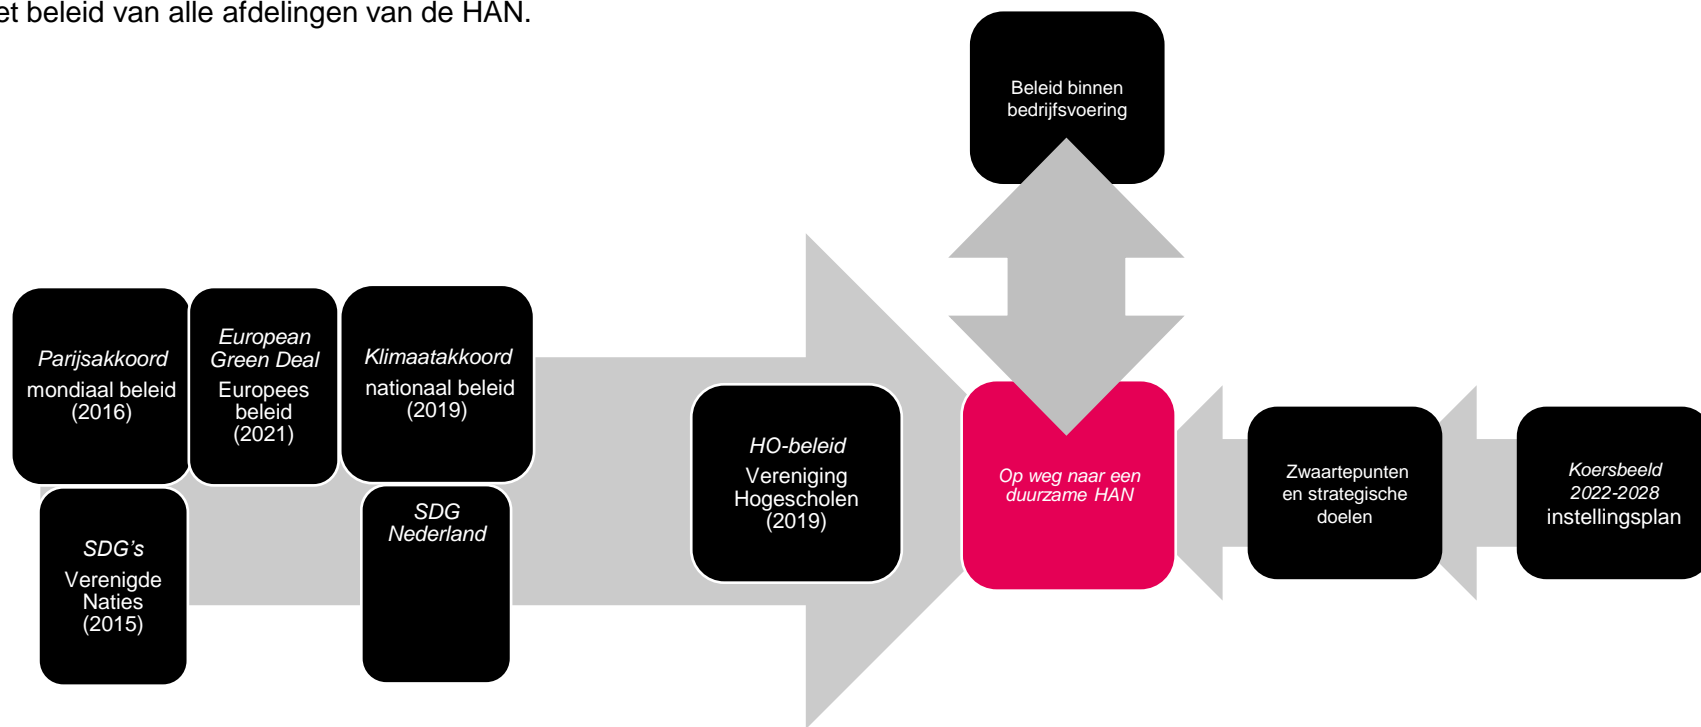 et beleid van alle afdelingen van de HAN.
Beleid binnen
bedrijfsvoering
Parijsakkoord
mondiaal beleid
(2016)
European
Green Deal
Europees
beleid
(2021)
Klimaatakkoord
nationaal beleid
(2019)
SDG's
Verenigde
Naties
(2015)
SDG
Nederland
HO-beleid
Vereniging
Hogescholen
(2019)
Op weg naar een
duurzame HAN
Zwaartepunten
en strategische
doelen
Koersbeeld
2022-2028
instellingsplan